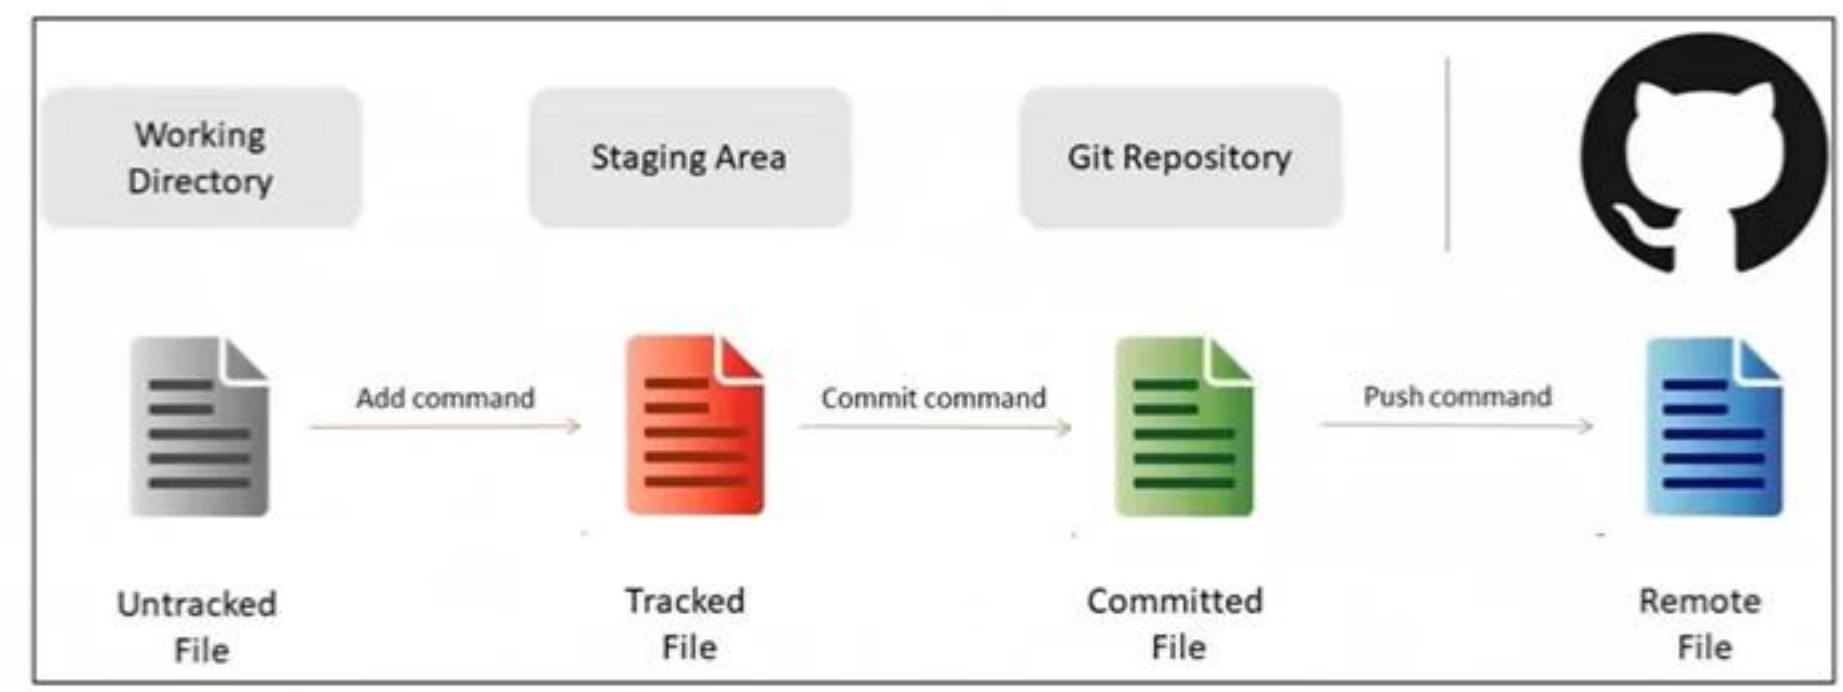 Working
Directory
Staging Area
Git Repository
Add command
Commit command
Push command
Untracked
File
Tracked
File
Committed
File
Remote
File